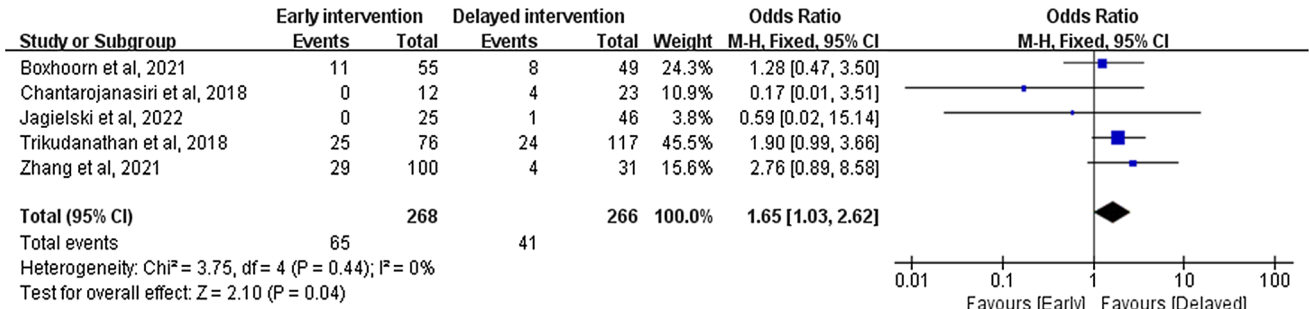 Early intervention Delayed intervention Odds Ratio Odds Ratio
Study or Subgroup Events Total Events Total Weight M-H, Fixed, 95% CI M-H, Fixed, 95% CI
Boxhoorn et al, 2021 11 55 8 49 24.3% 1.28 [0.47, 3.50]
Chantarojanasiri et al, 2018 0 12 4 23 10.9% 0.17 [0.01, 3.51]
Jagielski et al, 2022 0 25 1 46 3.8% 0.59 [0.02, 15.14]
Trikudanathan et al, 2018 25 76 24 117 45.5% 1.90 [0.99, 3.66]
Zhang et al, 2021 29 100 4 31 15.6% 2.76 [0.89, 8.58]
Total (95% CI) 268 266 100.0% 1.65 [1.03, 2.62]
Total events 65 41
Heterogeneity: Chi² = 3.75, df = 4 (P = 0.44); I² = 0%
Test for overall effect: Z = 2.10 (P = 0.04)
0.01 0.1 1 10 100
Favours [Early] Favours [Delayed]